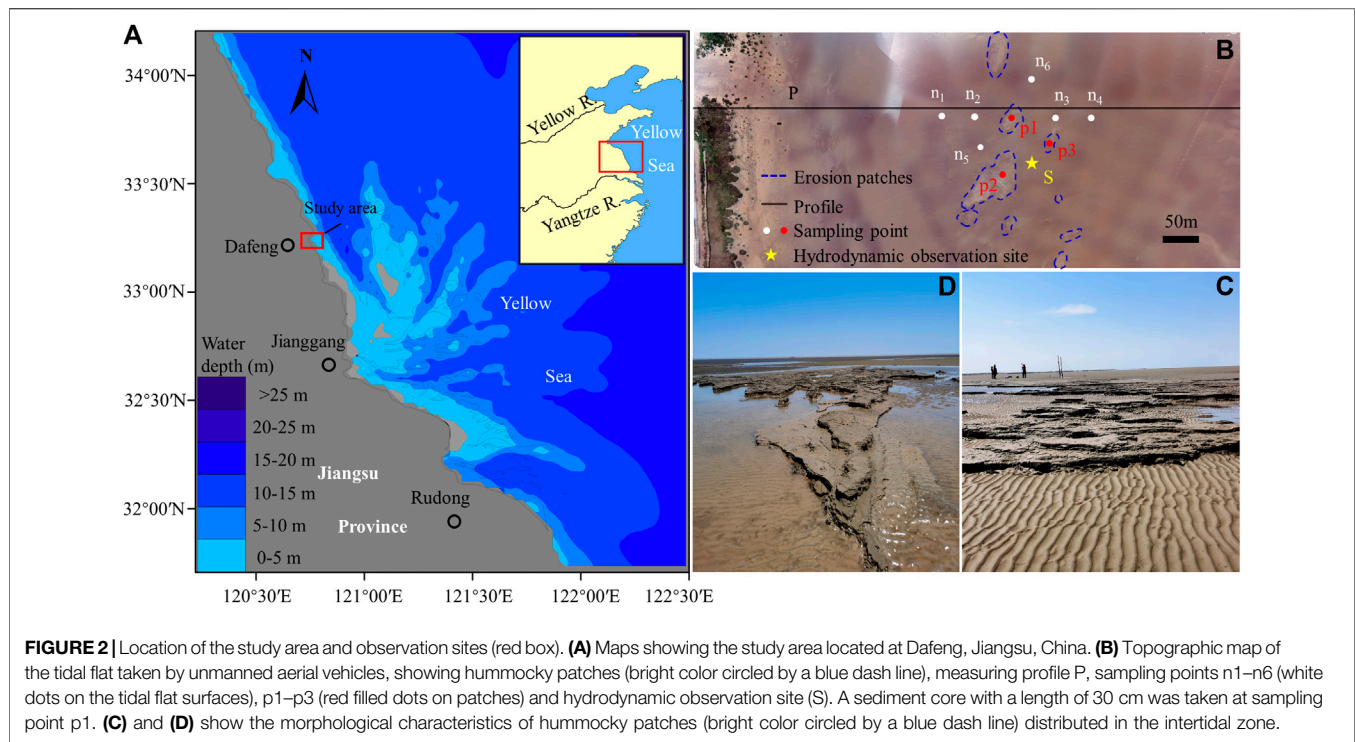 A
N
34°00′N
33°30′N
33°00′N
32°30′N
32°00′N
120°30′E
121°00′E
121°30′E
122°00′E
122°30′E
Study area
Dafeng
Jianggang
Yellow
Sea
Water
depth (m)
>25 m
20-25 m
15-20 m
10-15 m
5-10 m
0-5 m
Jiangsu
Province
Rudong
Yellow R.
Yellow
Sea
Yangtze R.
B
P
n6
n1
n2
n3
n4
p1
p3
n5
p2
S
Erosion patches
Profile
Sampling point
Hydrodynamic observation site
50m
D
C
FIGURE 2 | Location of the study area and observation sites (red box). (A) Maps showing the study area located at Dafeng, Jiangsu, China. (B) Topographic map of
the tidal flat taken by unmanned aerial vehicles, showing hummocky patches (bright color circled by a blue dash line), measuring profile P, sampling points n1–n6 (white
dots on the tidal flat surfaces), p1–p3 (red filled dots on patches) and hydrodynamic observation site (S). A sediment core with a length of 30 cm was taken at sampling
point p1. (C) and (D) show the morphological characteristics of hummocky patches (bright color circled by a blue dash line) distributed in the intertidal zone.